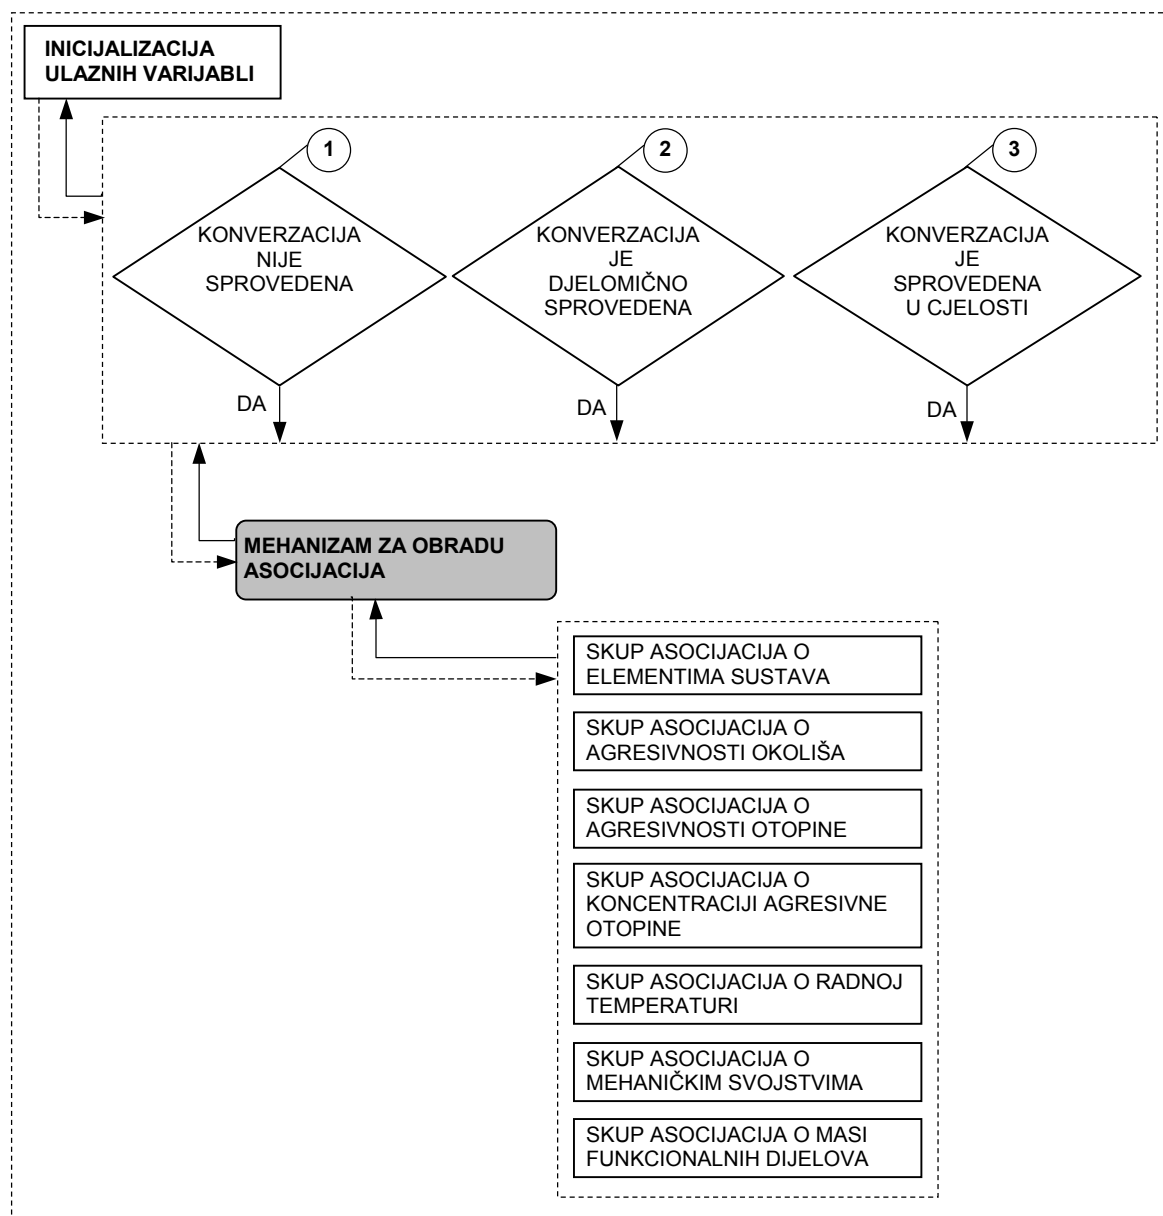 INICIJALIZACIJA
ULAZNIH VARIJABLI
1
KONVERZACIJA
NIJE
SPROVEDENA
DA
2
KONVERZACIJA
JE
DJELOMIČNO
SPROVEDENA
DA
3
KONVERZACIJA
JE
SPROVEDENA
U CJELOSTI
DA
MEHANIZAM ZA OBRADU
ASOCIJACIJA
SKUP ASOCIJACIJA O
ELEMENTIMA SUSTAVA
SKUP ASOCIJACIJA O
AGRESIVNOSTI OKOLIŠA
SKUP ASOCIJACIJA O
AGRESIVNOSTI OTOPINE
SKUP ASOCIJACIJA O
KONCENTRACIJI AGRESIVNE
OTOPINE
SKUP ASOCIJACIJA O RADNOJ
TEMPERATURI
SKUP ASOCIJACIJA O
MEHANIČKIM SVOJSTVIMA
SKUP ASOCIJACIJA O MASI
FUNKCIONALNIH DIJELOVA